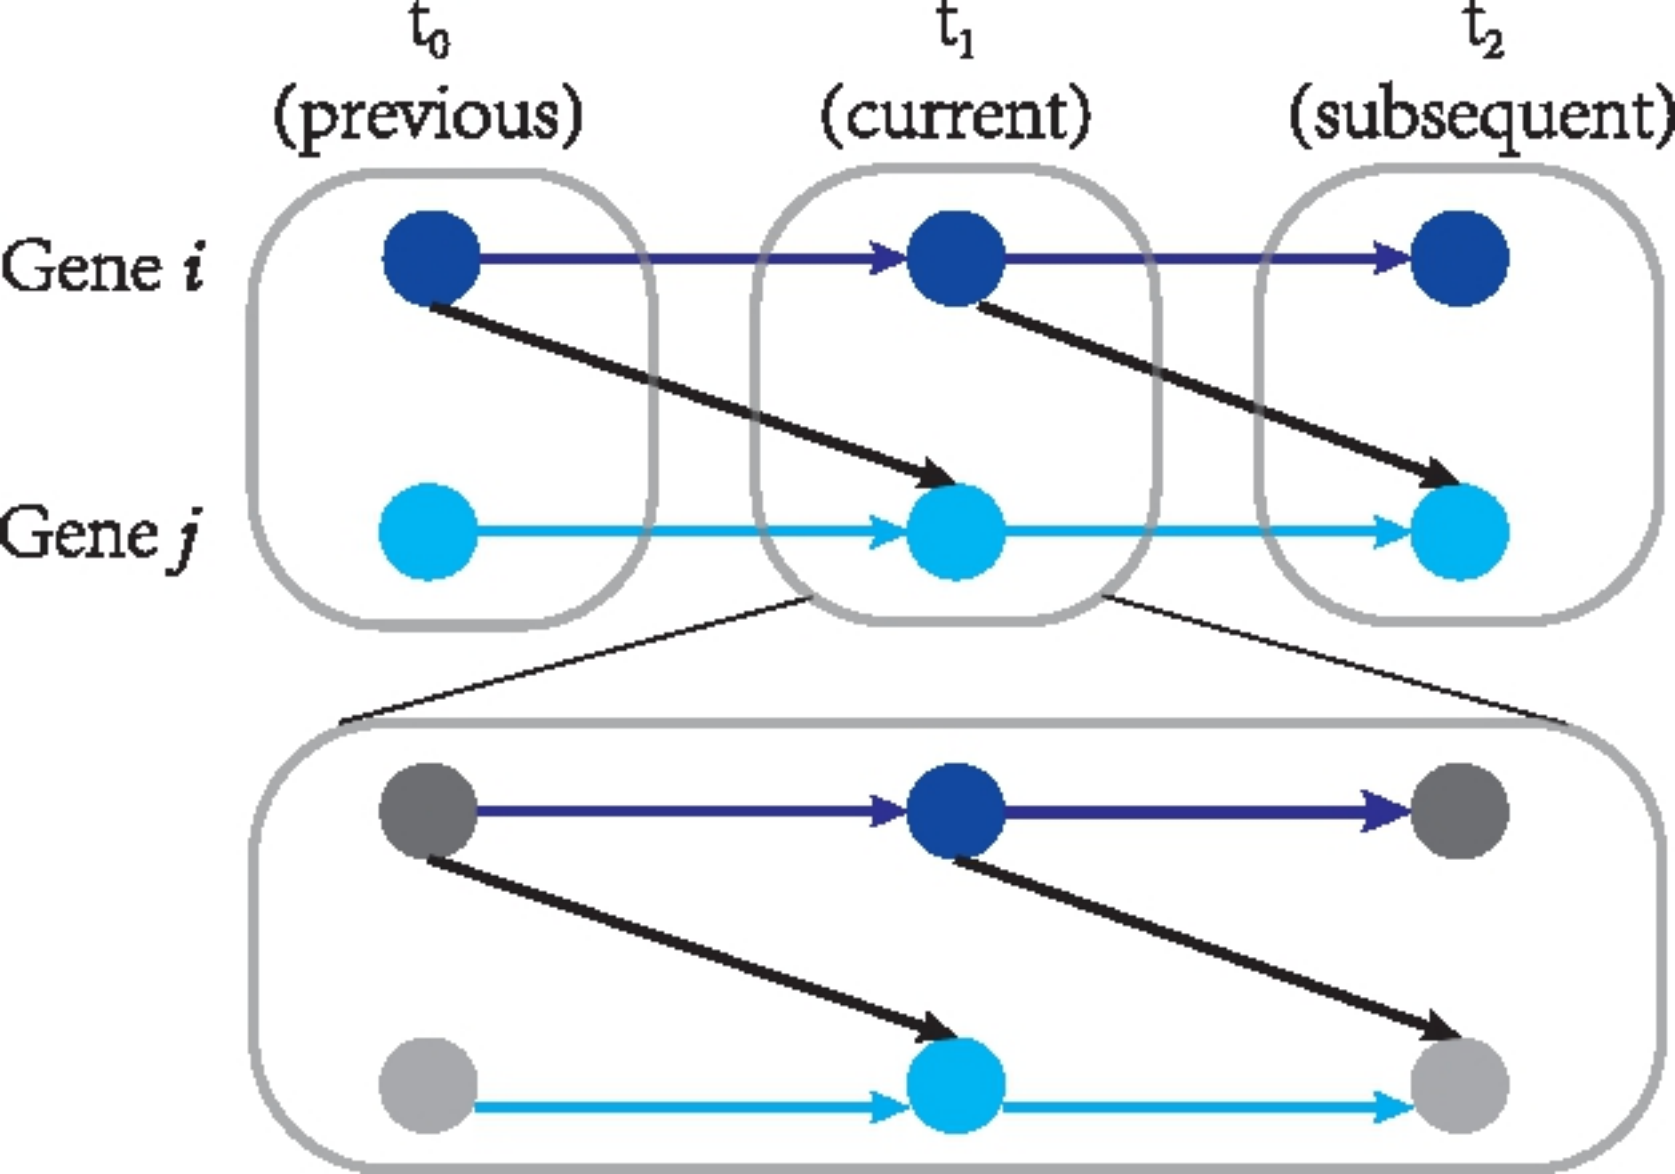 t0 t1 t2
(previous) (current) (subsequent)
Gene i
Gene j